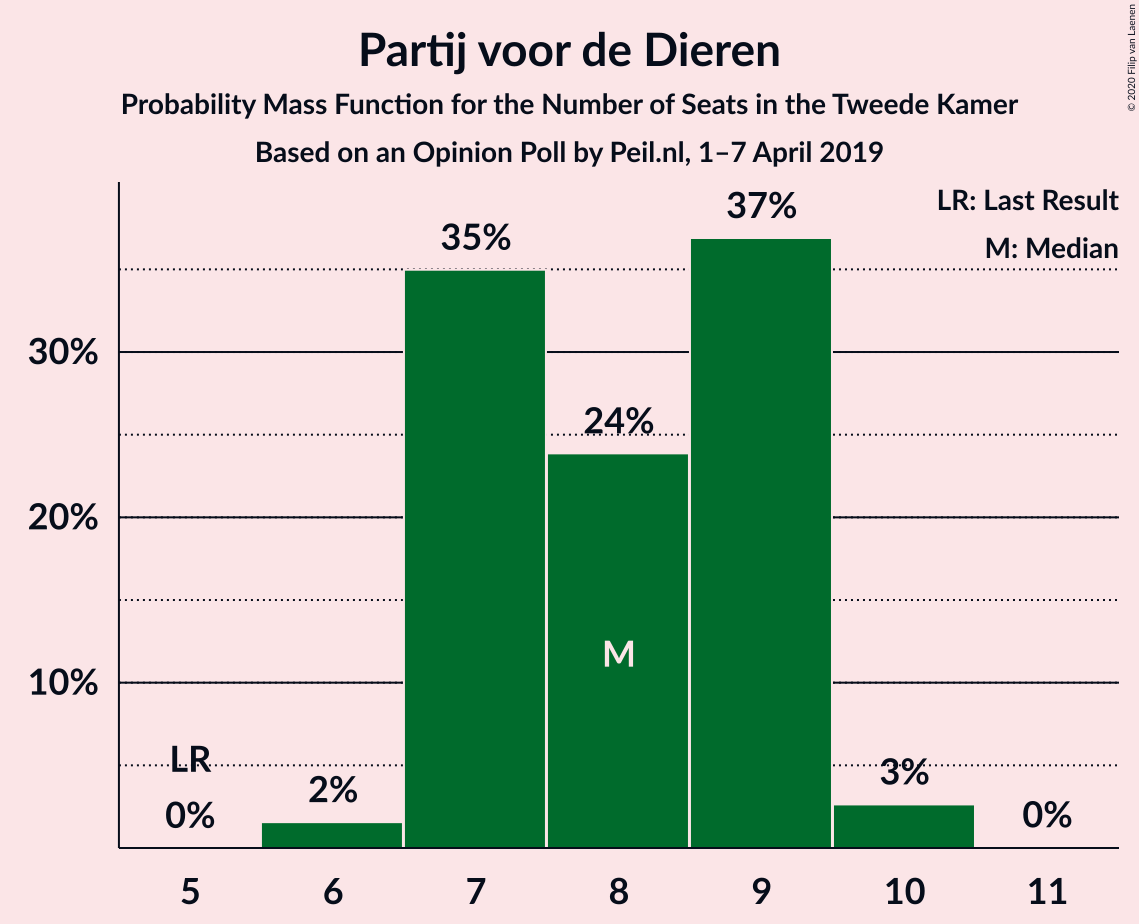 Partij voor de Dieren
Probability Mass Function for the Number of Seats in the Tweede Kamer
Based on an Opinion Poll by Peil.nl, 1–7 April 2019
© 2020 Filip van Laenen
LR: Last Result
M: Median
37%
35%
30%
24%
20%
M
10%
LR
3%
2%
0%
0%
5 6 7 8 9 10 11